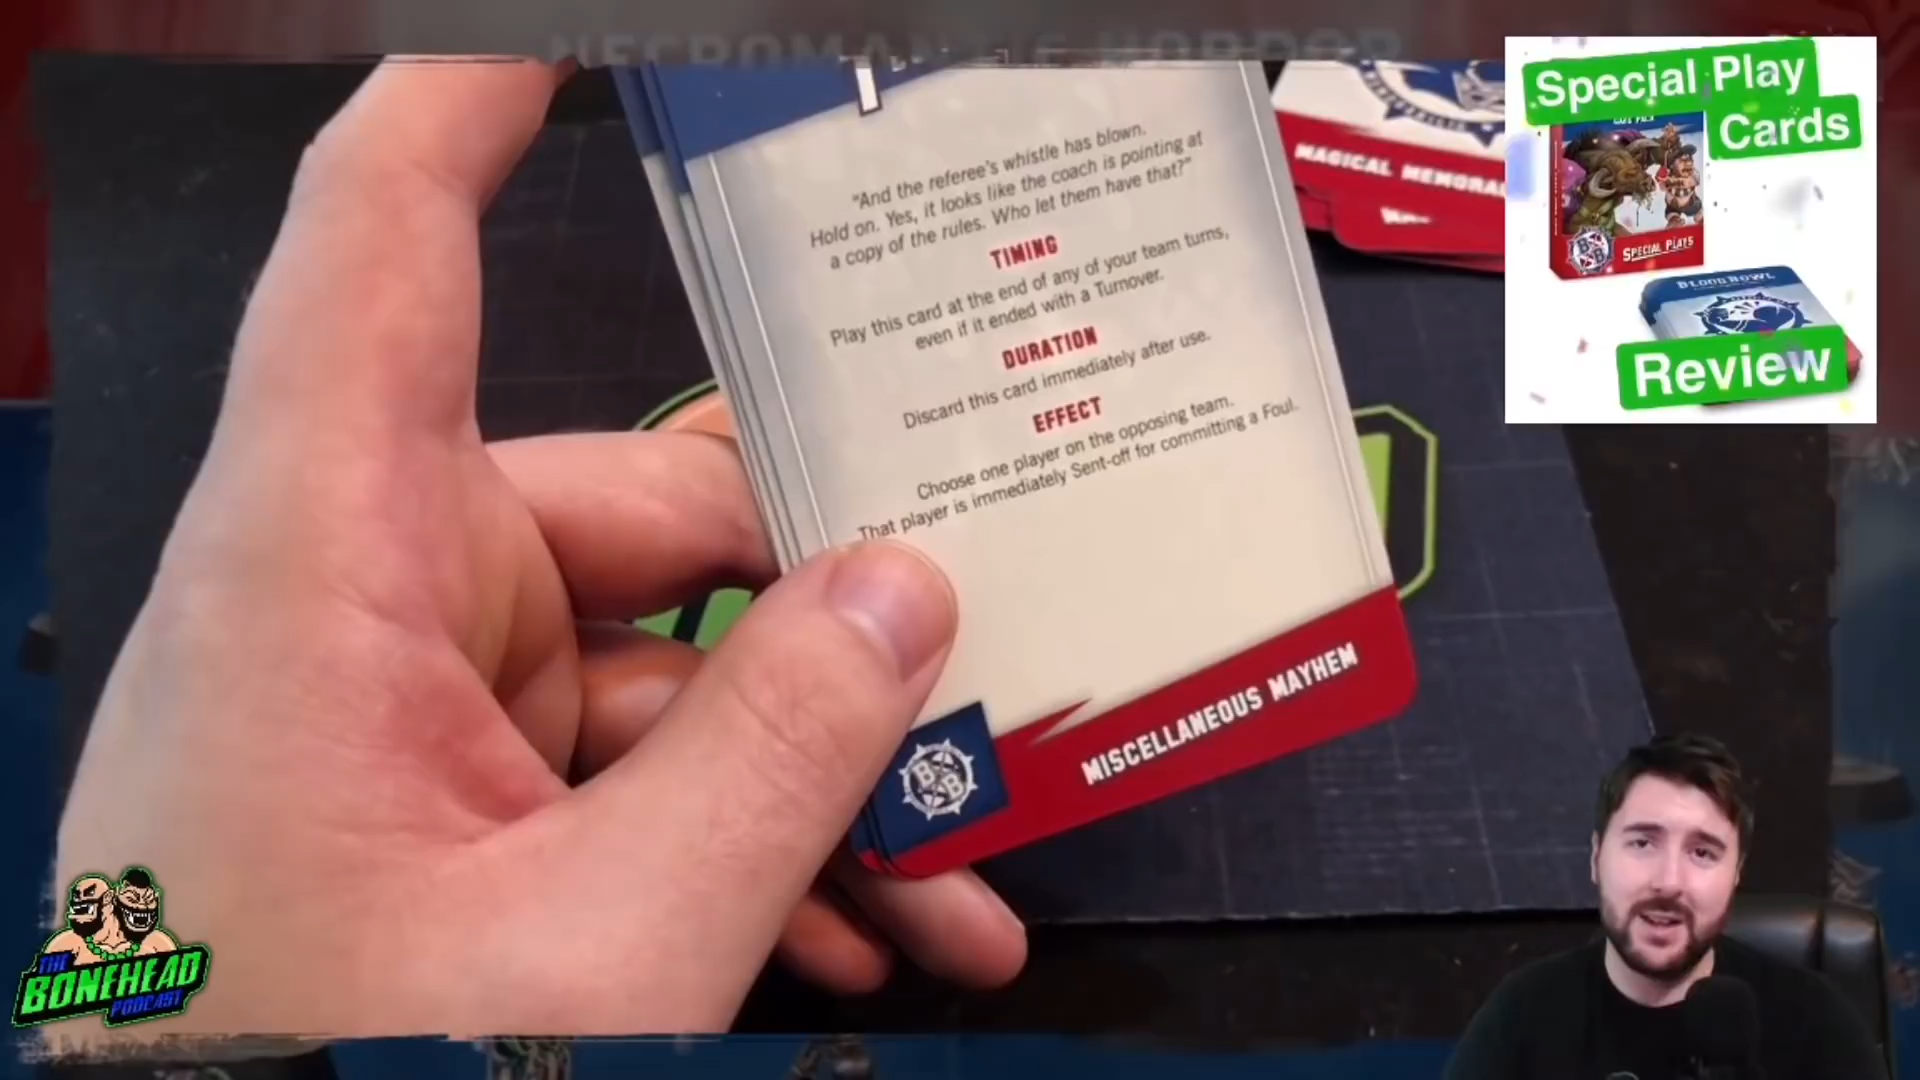 NECROMANTIC HORROR
"And the referee's whistle has blown.
Hold on. Yes, it looks like the coach is pointing at
a copy of the rules. Who let them have that?"
TIMING
Play this card at the end of any of your team turns,
even if it ended with a Turnover.
DURATION
Discard this card immediately after use.
EFFECT
Choose one player on the opposing team.
That player is immediately Sent-off for committing a Foul.
MISCELLANEOUS MAYHEM
B B
MAGICAL MEMORA
Special Play
Cards
SPECIAL PLAYS
BLOOD BOWL
Review
THE
BONEHEAD
PODCAST